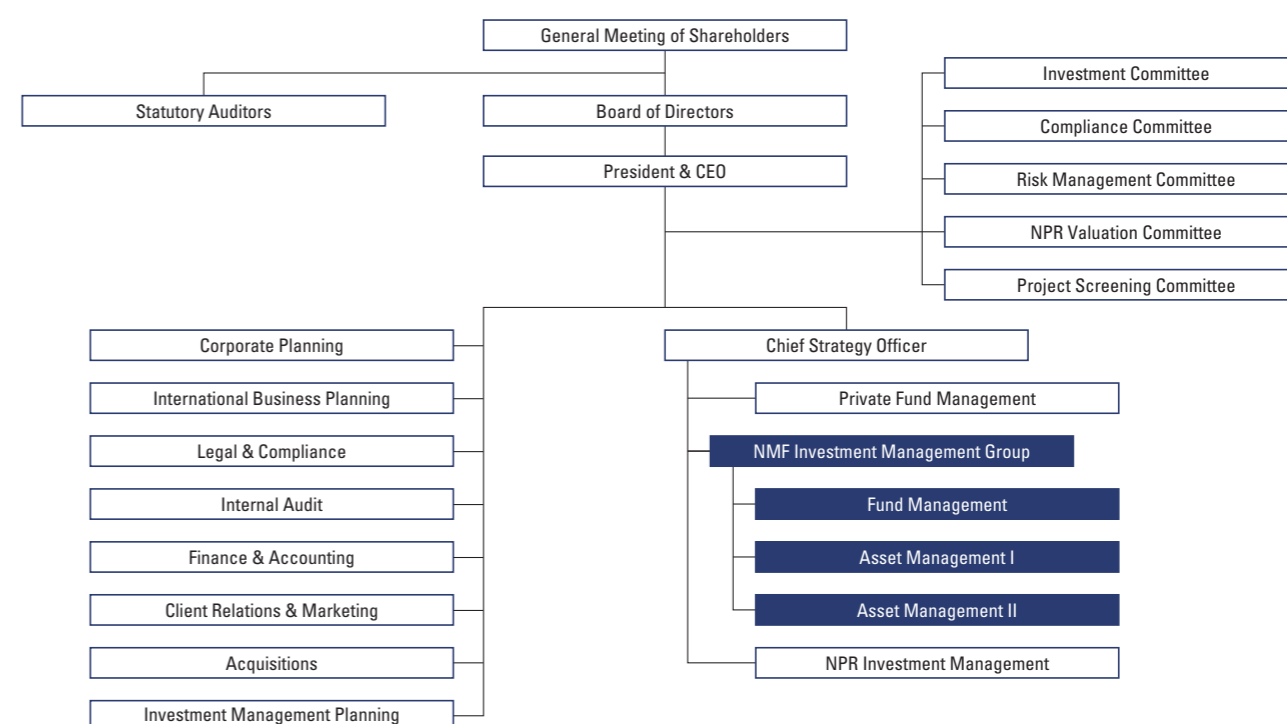 General Meeting of Shareholders
Statutory Auditors
Board of Directors
President & CEO
Investment Committee
Compliance Committee
Risk Management Committee
NPR Valuation Committee
Project Screening Committee
Corporate Planning
International Business Planning
Legal & Compliance
Internal Audit
Finance & Accounting
Client Relations & Marketing
Acquisitions
Investment Management Planning
Chief Strategy Officer
Private Fund Management
NMF Investment Management Group
Fund Management
Asset Management I
Asset Management II
NPR Investment Management